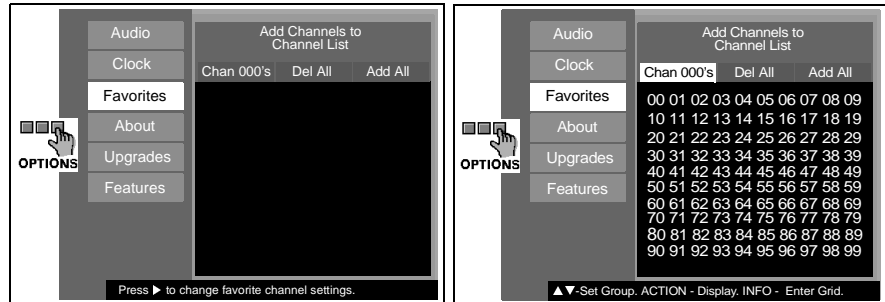 Audio
Clock
Favorites
About
Upgrades
Features
OPTIONS
Add Channels to
Channel List
Chan 000's Del All Add All
Press ▶ to change favorite channel settings.
Audio
Clock
Favorites
About
Upgrades
Features
OPTIONS
Add Channels to
Channel List
Chan 000's Del All Add All
00 01 02 03 04 05 06 07 08 09
10 11 12 13 14 15 16 17 18 19
20 21 22 23 24 25 26 27 28 29
30 31 32 33 34 35 36 37 38 39
40 41 42 43 44 45 46 47 48 49
50 51 52 53 54 55 56 57 58 59
60 61 62 63 64 65 66 67 68 69
70 71 72 73 74 75 76 77 78 79
80 81 82 83 84 85 86 87 88 89
90 91 92 93 94 95 96 97 98 99
▲▼-Set Group. ACTION - Display. INFO - Enter Grid.